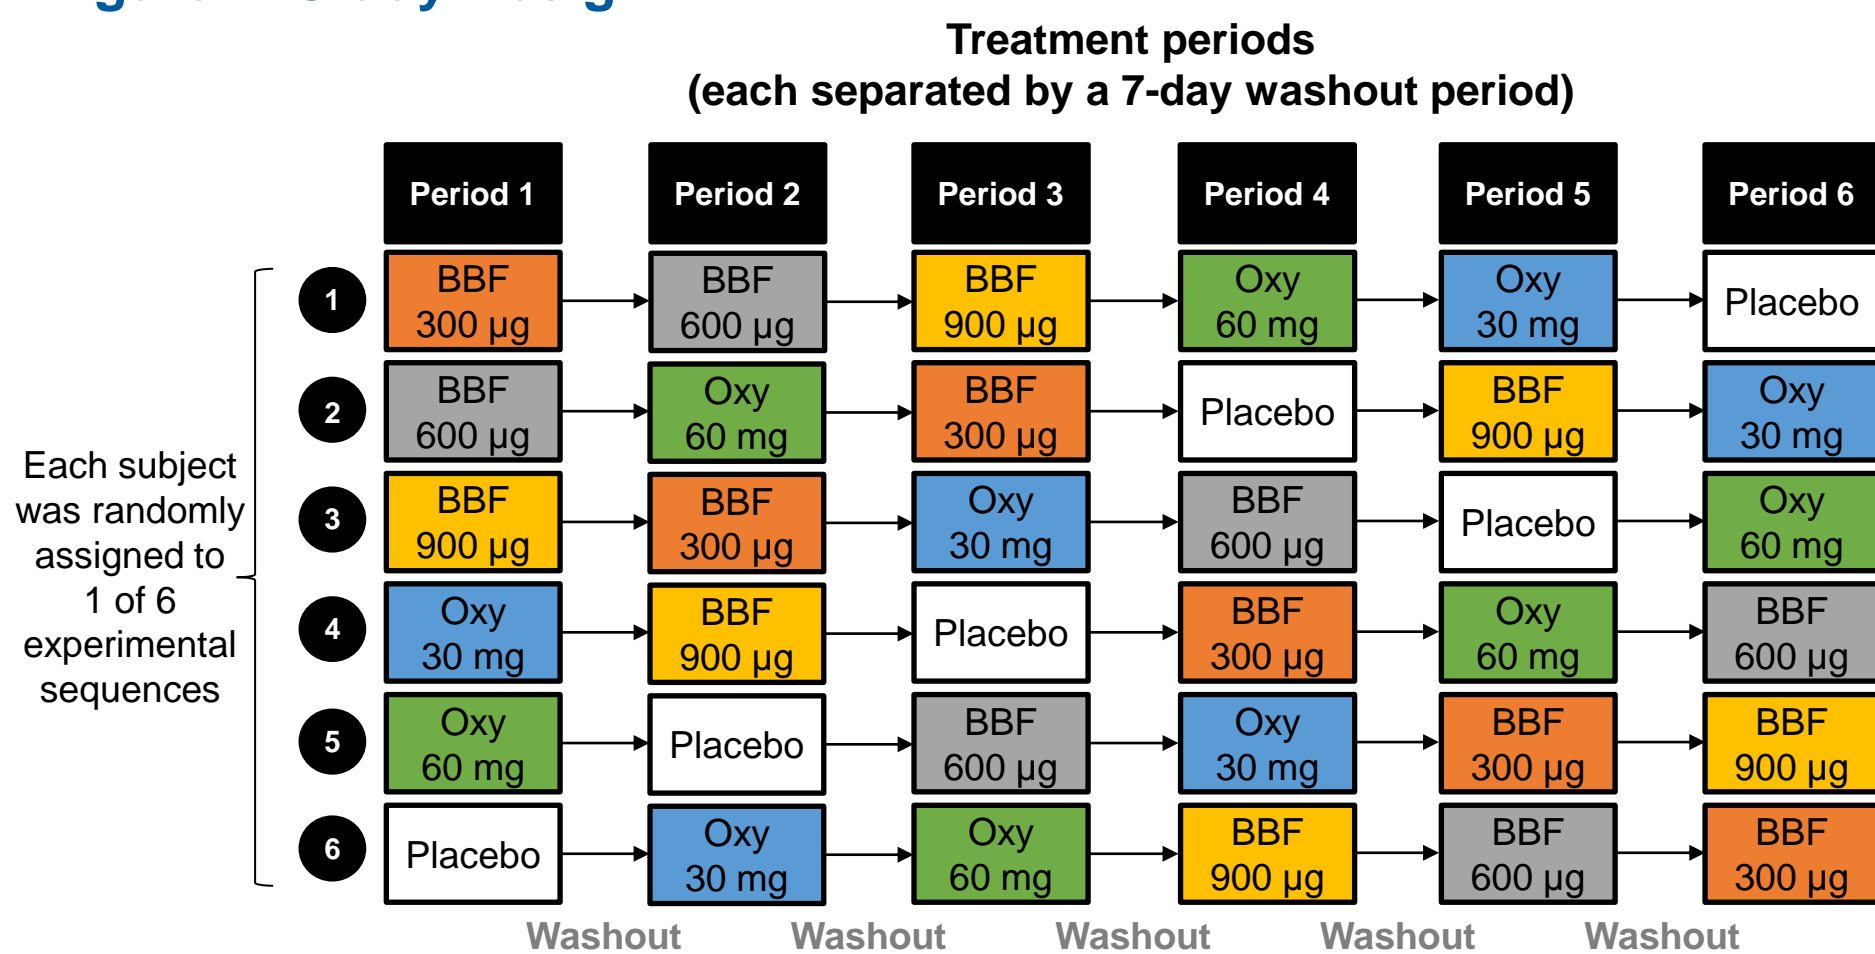 Treatment periods
(each separated by a 7-day washout period)
Period 1 Period 2 Period 3 Period 4 Period 5 Period 6
Each subject
was randomly
assigned to
1 of 6
experimental
sequences
1
BBF
300 µg
BBF
600 µg
BBF
900 µg
Oxy
60 mg
Oxy
30 mg
Placebo
2
BBF
600 µg
Oxy
60 mg
BBF
300 µg
Placebo
BBF
900 µg
Oxy
30 mg
3
BBF
900 µg
BBF
300 µg
Oxy
30 mg
BBF
600 µg
Placebo
Oxy
60 mg
4
Oxy
30 mg
BBF
900 µg
Placebo
BBF
300 µg
Oxy
60 mg
BBF
600 µg
5
Oxy
60 mg
Placebo
BBF
600 µg
Oxy
30 mg
BBF
300 µg
BBF
900 µg
6
Placebo
Oxy
30 mg
Oxy
60 mg
BBF
900 µg
BBF
600 µg
BBF
300 µg
Washout Washout Washout Washout Washout